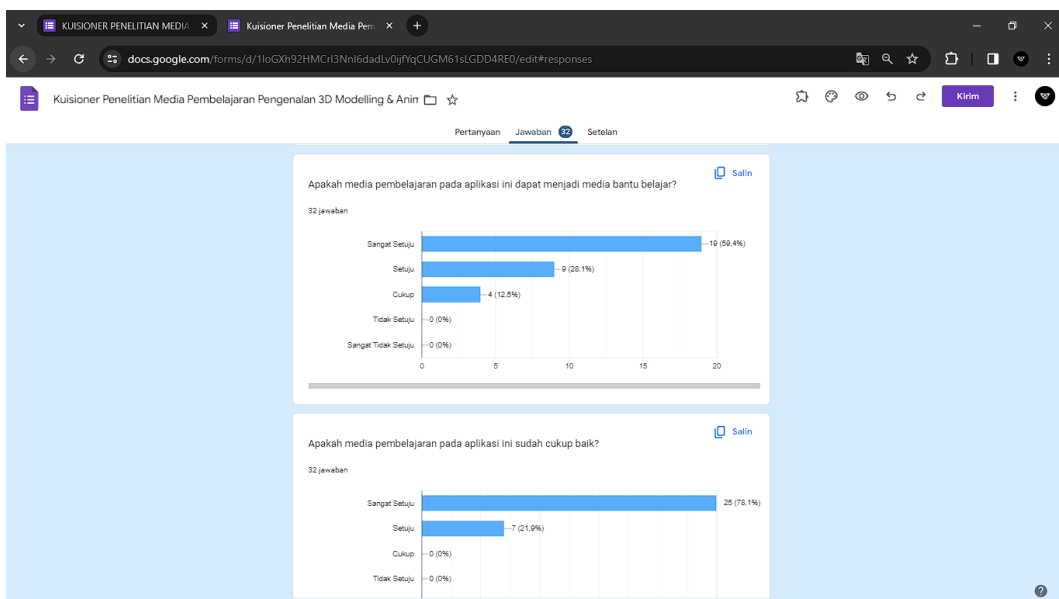 KUISIONER PENELITIAN MEDIA
Kuisioner Penelitian Media Pem
docs.google.com/forms/d/1loGXh92HMCrI3NnI6dadLv0ijfYqCUGM61sLGDD4RE0/edit#responses
Kuisioner Penelitian Media Pembelajaran Pengenalan 3D Modelling & Anim
Kirim
Pertanyaan Jawaban 32 Setelan
Salin
Apakah media pembelajaran pada aplikasi ini dapat menjadi media bantu belajar?
32 jawaban
Sangat Setuju 19 (59,4%)
Setuju 9 (28,1%)
Cukup 4 (12,5%)
Tidak Setuju 0 (0%)
Sangat Tidak Setuju 0 (0%)
0 5 10 15 20
Salin
Apakah media pembelajaran pada aplikasi ini sudah cukup baik?
32 jawaban
Sangat Setuju 25 (78,1%)
Setuju 7 (21,9%)
Cukup 0 (0%)
Tidak Setuju 0 (0%)